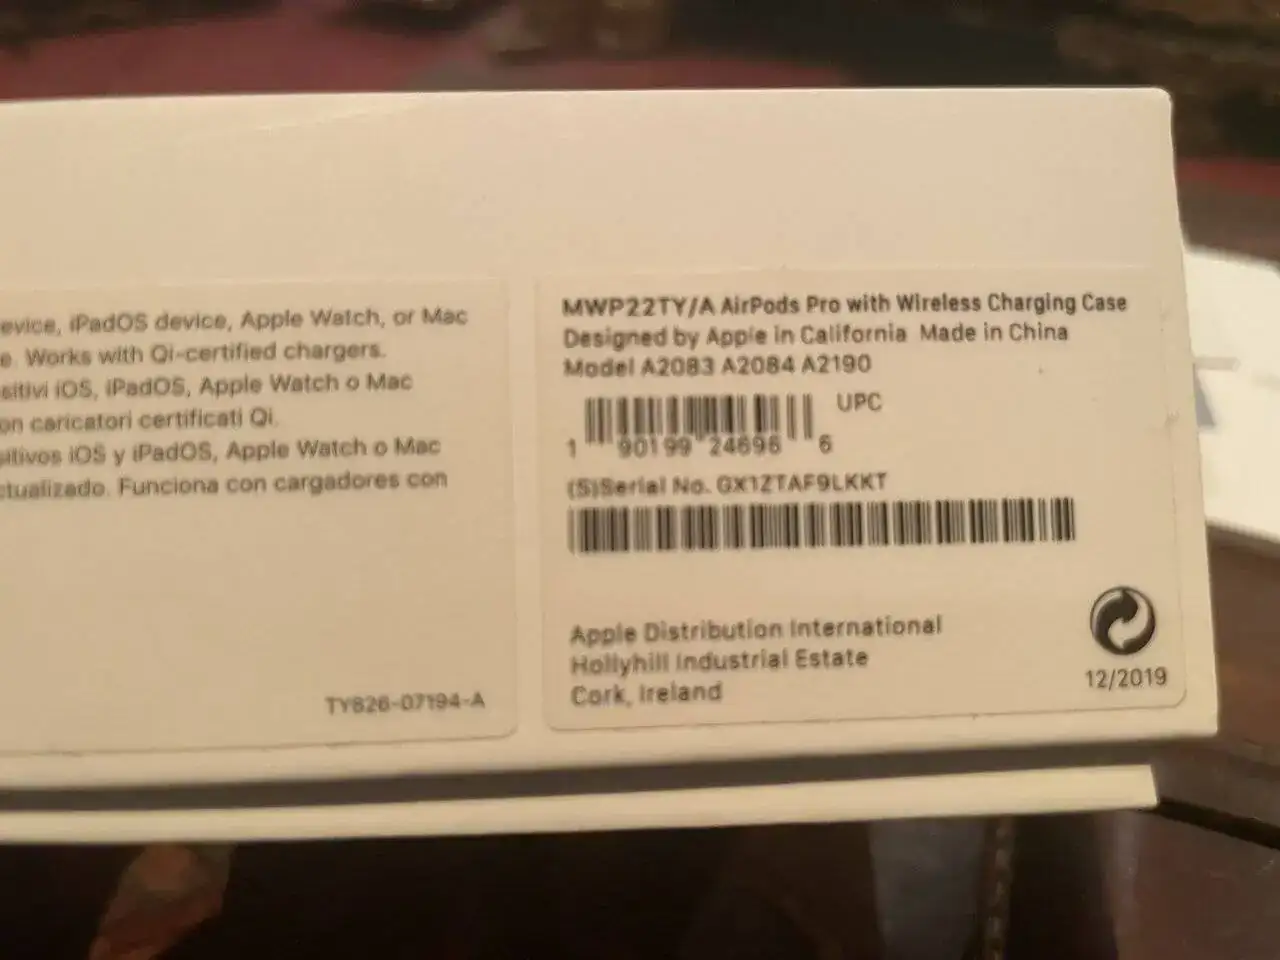 evice, iPadOS device, Apple Watch, or Mac
e. Works with Qi-certified chargers.
sitivi iOS, iPadOS, Apple Watch o Mac
on caricatori certificati Qi.
sitivos iOS y iPadOS, Apple Watch o Mac
ctualizado. Funciona con cargadores con
TY826-07194-A
MWP22TY/A AirPods Pro with Wireless Charging Case
Designed by Apple in California Made in China
Model A2083 A2084 A2190
UPC
1 90199 24696 6
(S)Serial No. GX1ZTAF9LKKT
Apple Distribution International
Hollyhill Industrial Estate
Cork, Ireland
12/2019